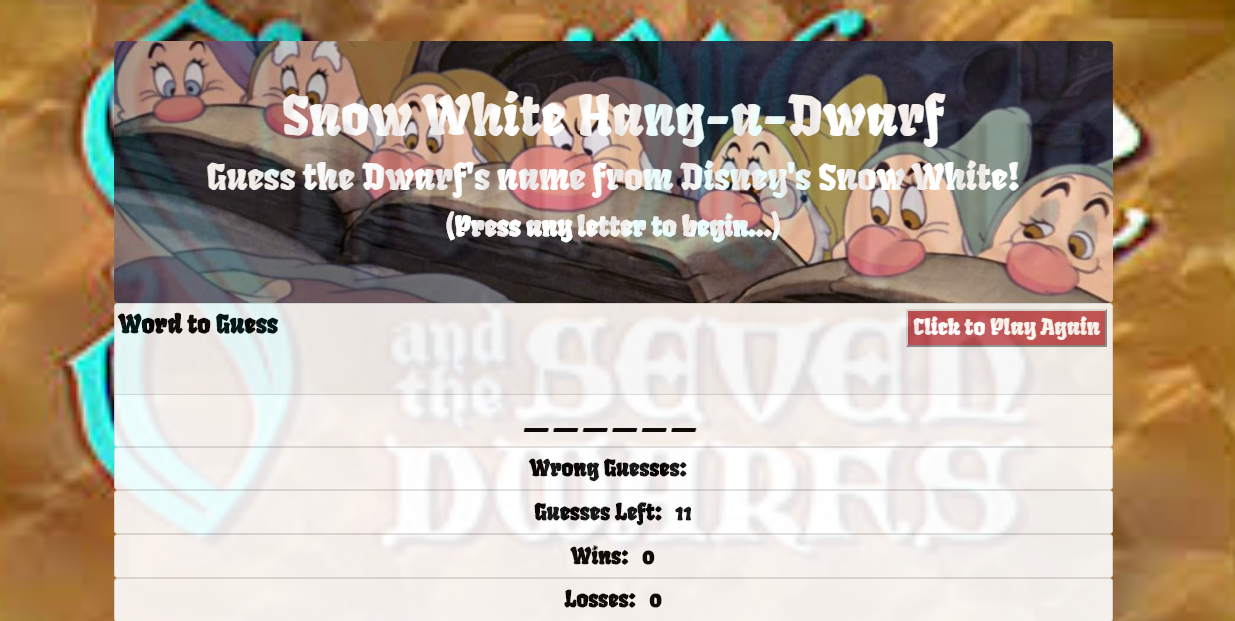 Snow White Hang-a-Dwarf
Guess the Dwarf's name from Disney's Snow White!
(Press any letter to begin...)
Word to Guess
Click to Play Again
and
the SEVEN
DWARFS
______
Wrong Guesses:
Guesses Left: 11
Wins: 0
Losses: 0